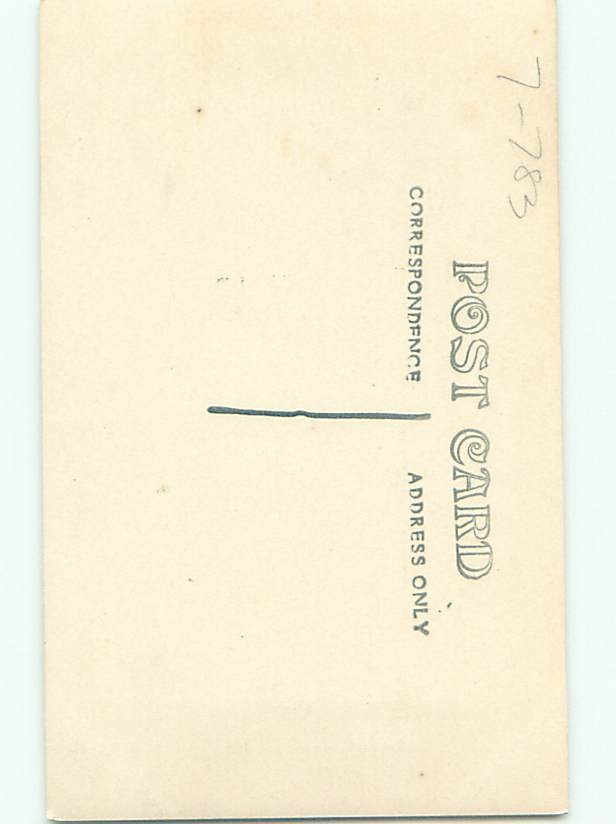 7-783
POST CARD
CORRESPONDENCE
ADDRESS ONLY